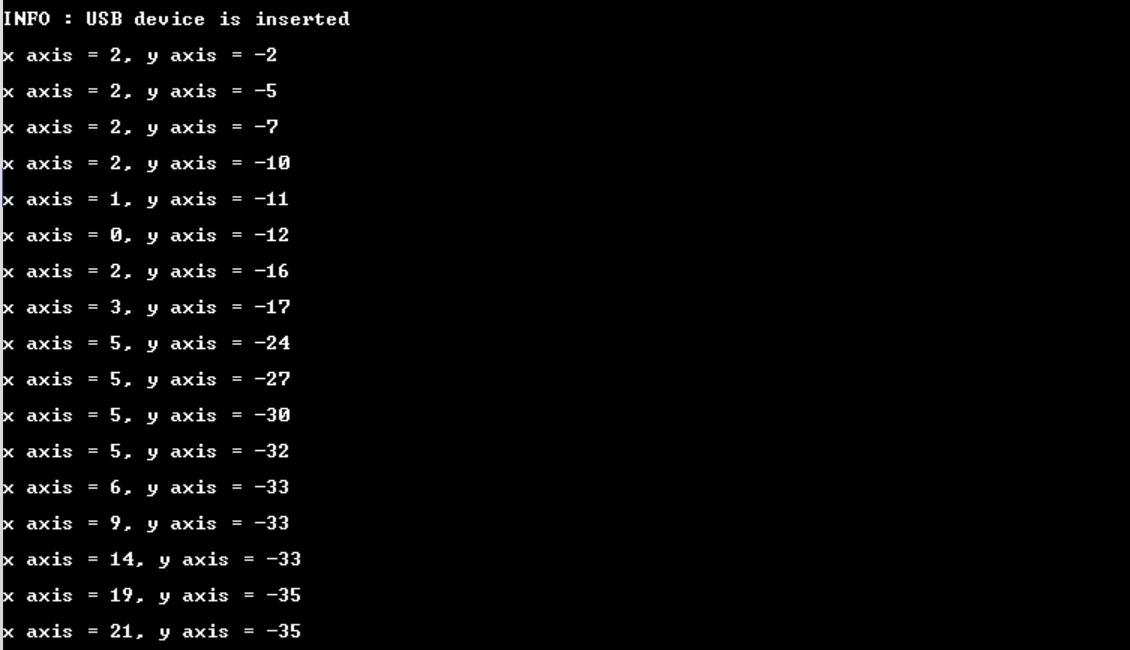 INFO : USB device is inserted
x axis = 2, y axis = -2
x axis = 2, y axis = -5
x axis = 2, y axis = -7
x axis = 2, y axis = -10
x axis = 1, y axis = -11
x axis = 0, y axis = -12
x axis = 2, y axis = -16
x axis = 3, y axis = -17
x axis = 5, y axis = -24
x axis = 5, y axis = -27
x axis = 5, y axis = -30
x axis = 5, y axis = -32
x axis = 6, y axis = -33
x axis = 9, y axis = -33
x axis = 14, y axis = -33
x axis = 19, y axis = -35
x axis = 21, y axis = -35